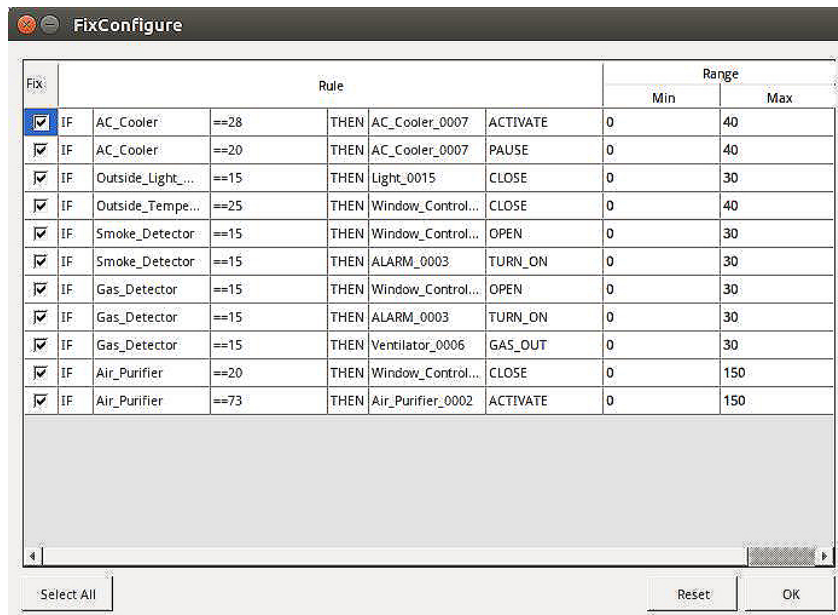 FixConfigure
Fix Rule Range
Min Max
IF AC_Cooler ==28 THEN AC_Cooler_0007 ACTIVATE 0 40
IF AC_Cooler ==20 THEN AC_Cooler_0007 PAUSE 0 40
IF Outside_Light_... ==15 THEN Light_0015 CLOSE 0 30
IF Outside_Tempe... ==25 THEN Window_Control... CLOSE 0 40
IF Smoke_Detector ==15 THEN Window_Control... OPEN 0 30
IF Smoke_Detector ==15 THEN ALARM_0003 TURN_ON 0 30
IF Gas_Detector ==15 THEN Window_Control... OPEN 0 30
IF Gas_Detector ==15 THEN ALARM_0003 TURN_ON 0 30
IF Gas_Detector ==15 THEN Ventilator_0006 GAS_OUT 0 30
IF Air_Purifier ==20 THEN Window_Control... CLOSE 0 150
IF Air_Purifier ==73 THEN Air_Purifier_0002 ACTIVATE 0 150
Select All Reset OK